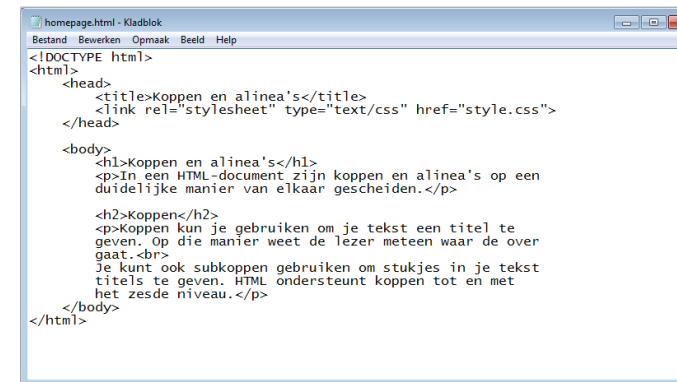 homepage.html - Kladblok
Bestand Bewerken Opmaak Beeld Help
<!DOCTYPE html>
<html>
    <head>
        <title>Koppen en alinea's</title>
        <link rel="stylesheet" type="text/css" href="style.css">
    </head>

    <body>
        <h1>Koppen en alinea's</h1>
        <p>In een HTML-document zijn koppen en alinea's op een
        duidelijke manier van elkaar gescheiden.</p>

        <h2>Koppen</h2>
        <p>Koppen kun je gebruiken om je tekst een titel te
        geven. Op die manier weet de lezer meteen waar de over
        gaat.<br>
        Je kunt ook subkoppen gebruiken om stukjes in je tekst
        titels te geven. HTML ondersteunt koppen tot en met
        het zesde niveau.</p>
    </body>
</html>